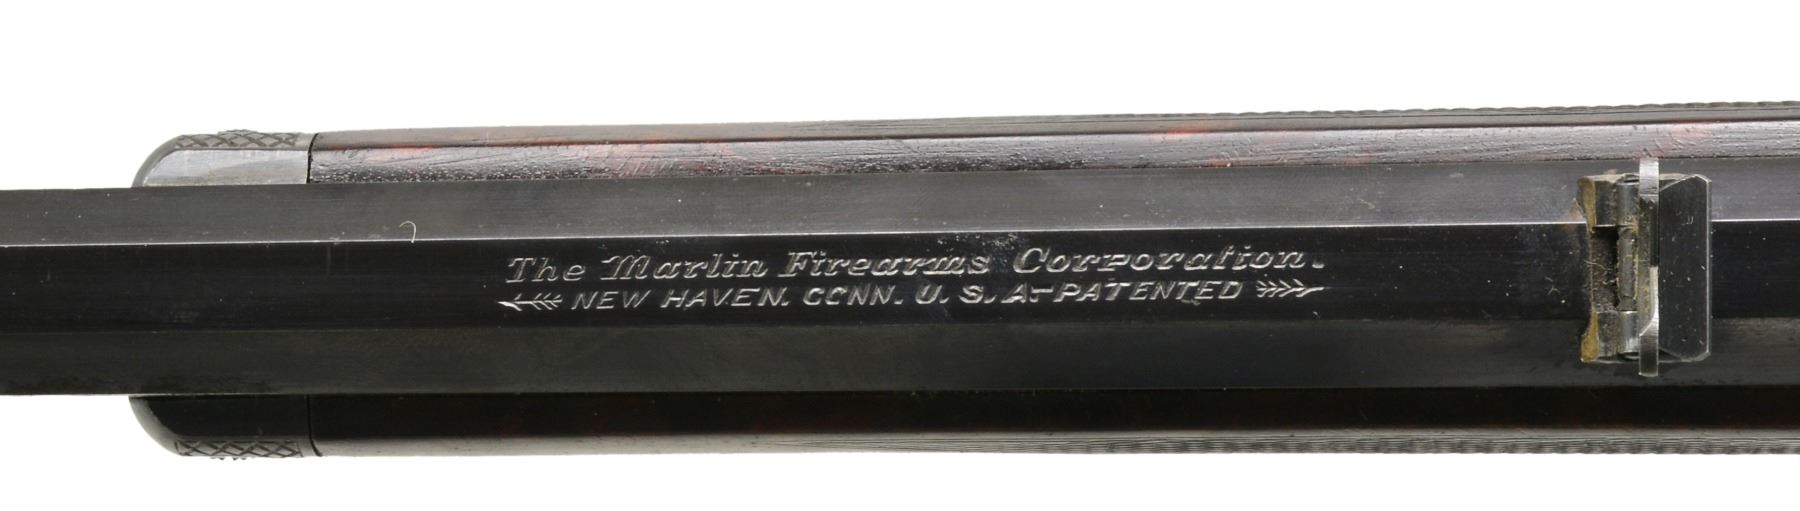 The Marlin Firearms Corporation.
NEW HAVEN. CONN. U. S. A.-PATENTED